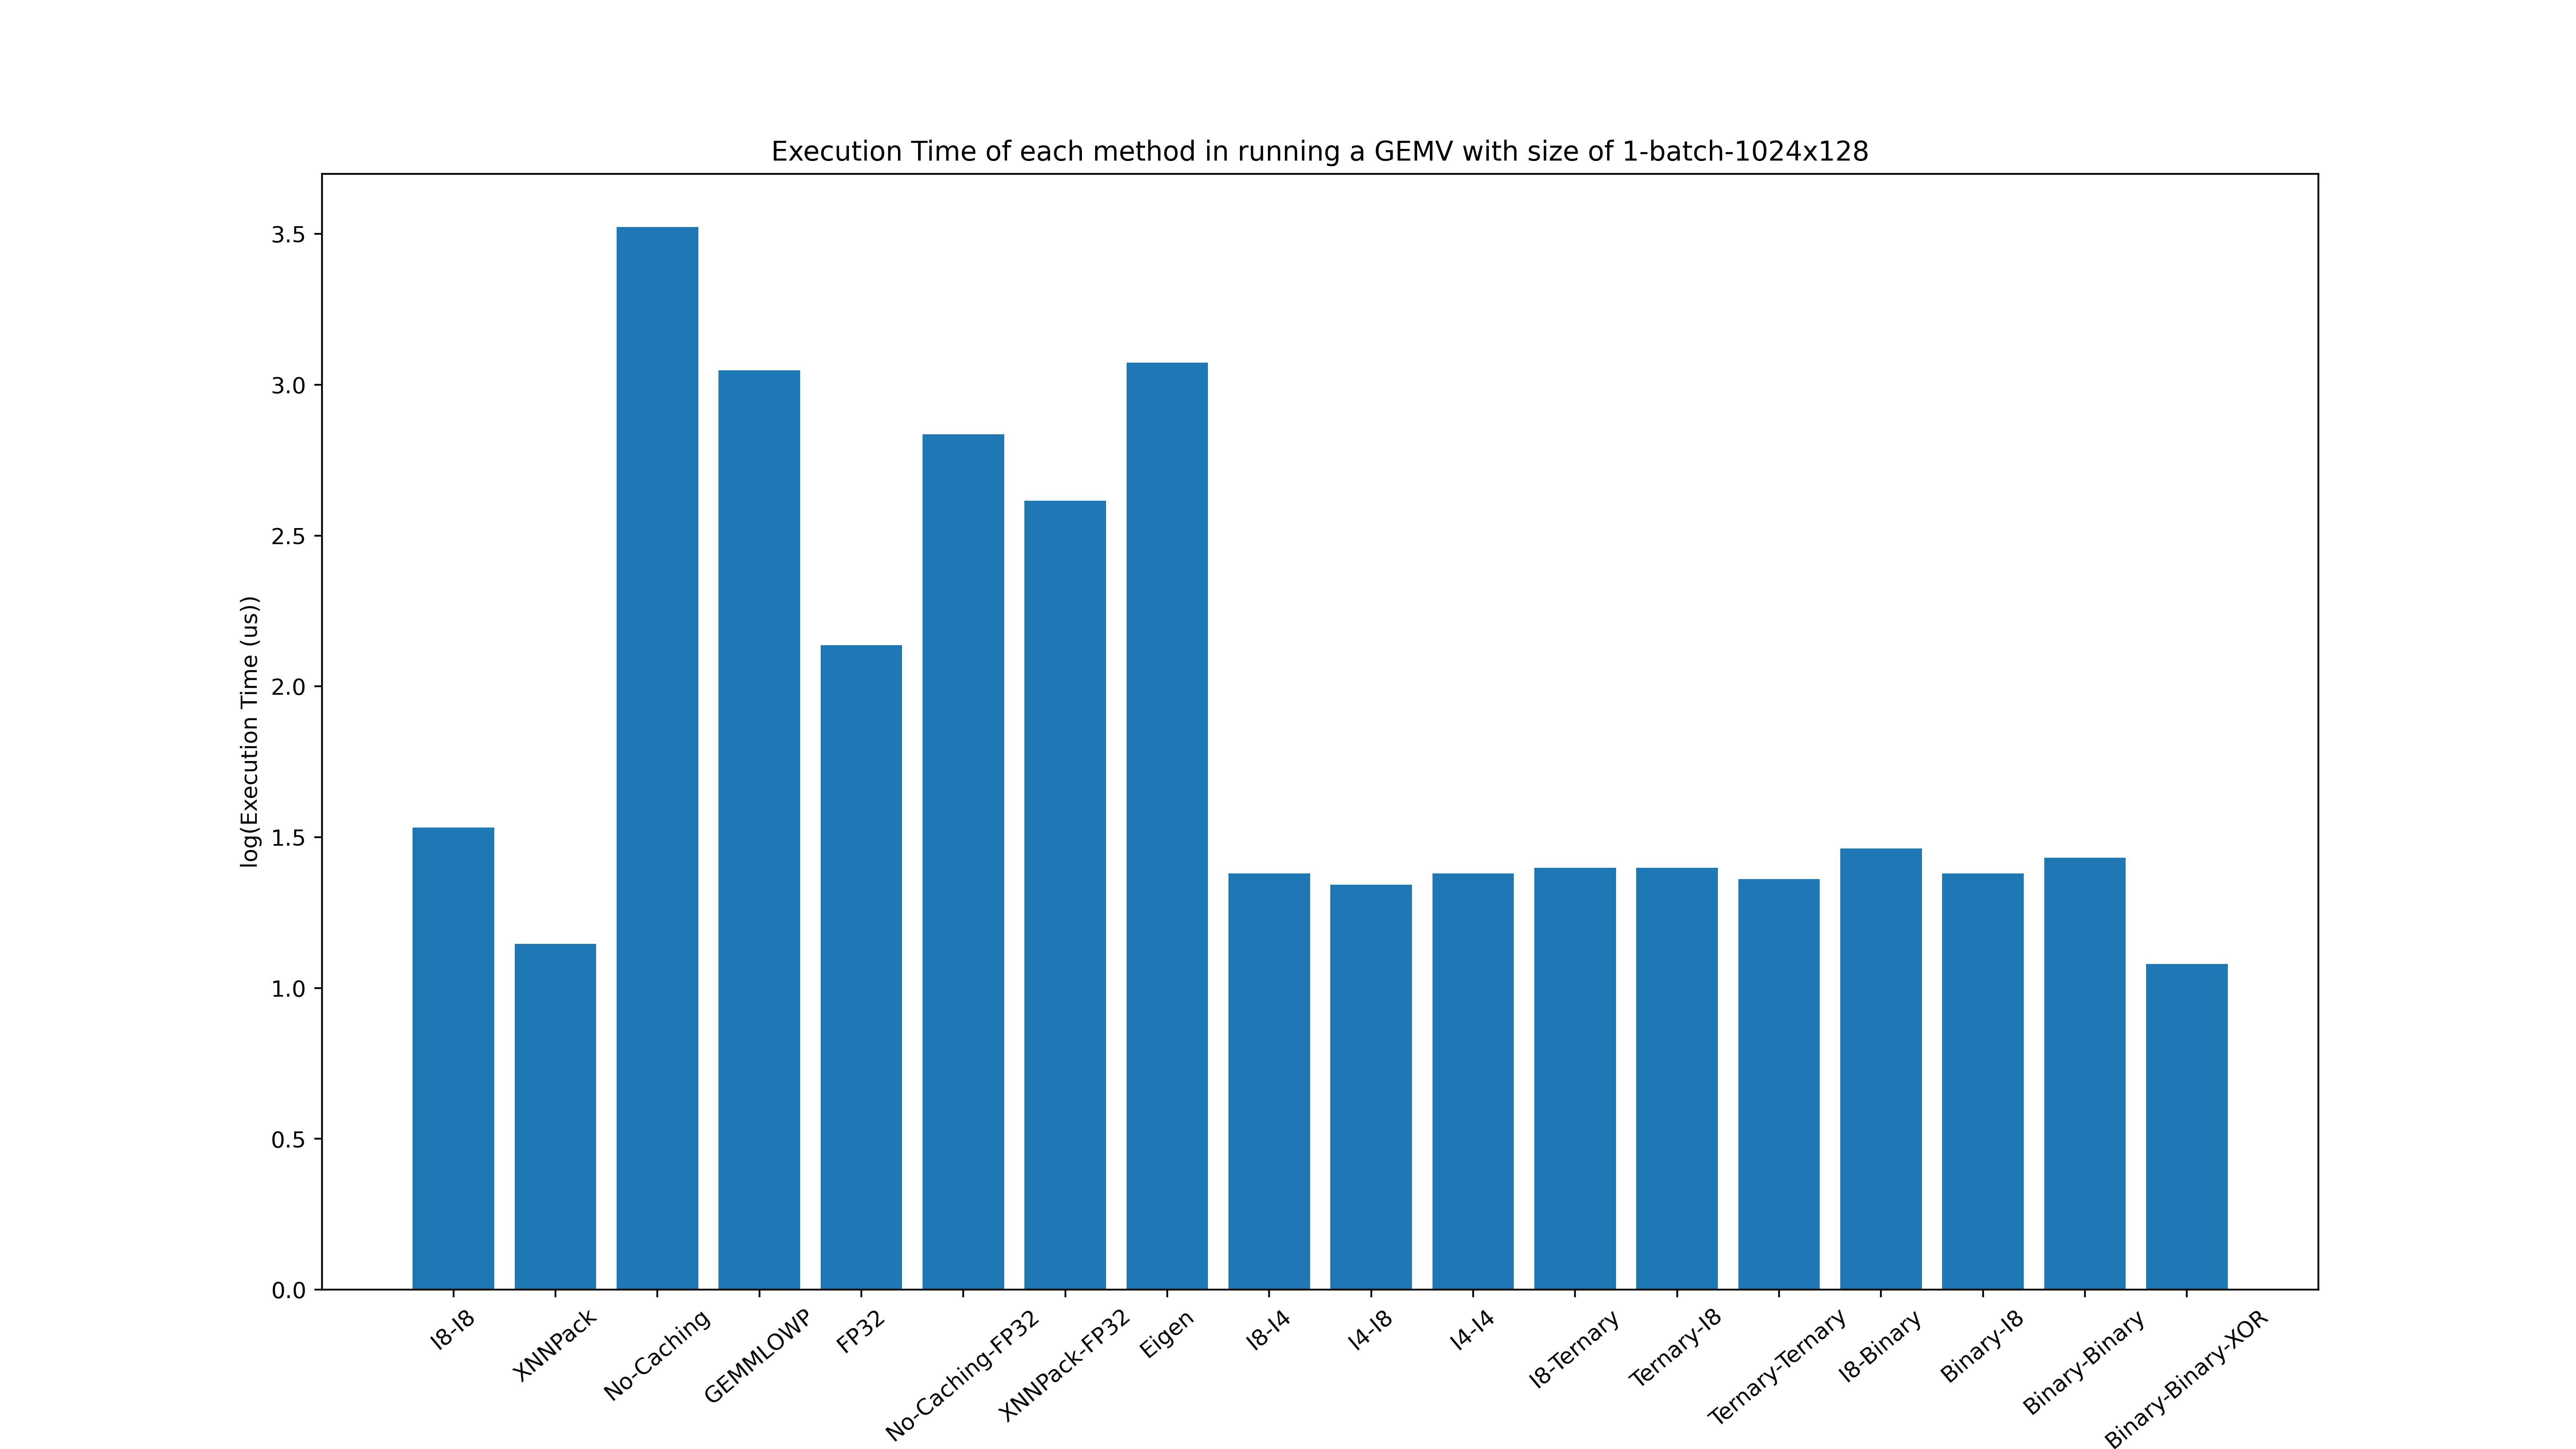 Execution Time of each method in running a GEMV with size of 1-batch-1024x128
log(Execution Time (us))
3.5
3.0
2.5
2.0
1.5
1.0
0.5
0.0
I8-I8
XNNPack
No-Caching
GEMMLOWP
FP32
No-Caching-FP32
XNNPack-FP32
Eigen
I8-I4
I4-I8
I4-I4
I8-Ternary
Ternary-I8
Ternary-Ternary
I8-Binary
Binary-I8
Binary-Binary
Binary-Binary-XOR